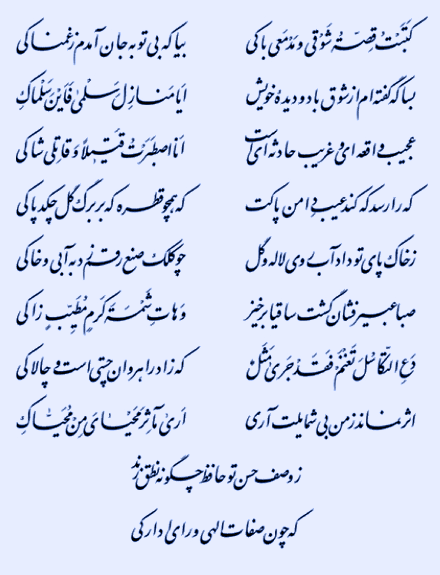 کتبت قصة شوقی و مدمعی باکی بیا که بی تو به جان آمدم ز غمناکی
بسا که گفته‌ام از شوق با دو دیده خویش ایا منازل سلمی فاین سلماک
عجیب واقعه‌ای و غریب حادثه‌ای است انا اصطبرت قتیلا و قاتلی شاکی
که را رسد که کند عیب دامن پاکت که همچو قطره که بر برگ گل چکد پاکی
ز خاک پای تو داد آب روی لاله و گل چو کلک صنع رقم زد به آبی و خاکی
صبا عبیر فشان گشت ساقیا برخیز و هات شمسة کرم مطیب زاکی
دع التکاسل تغنم فقد جری مثل که زاد راهروان چستی است و چالاکی
اثر نماند ز من بی شمایلت آری اری مآثر محیای من محیاک
ز وصف حسن تو حافظ چگونه نطق زند
که چون صفات الهی ورای ادراکی